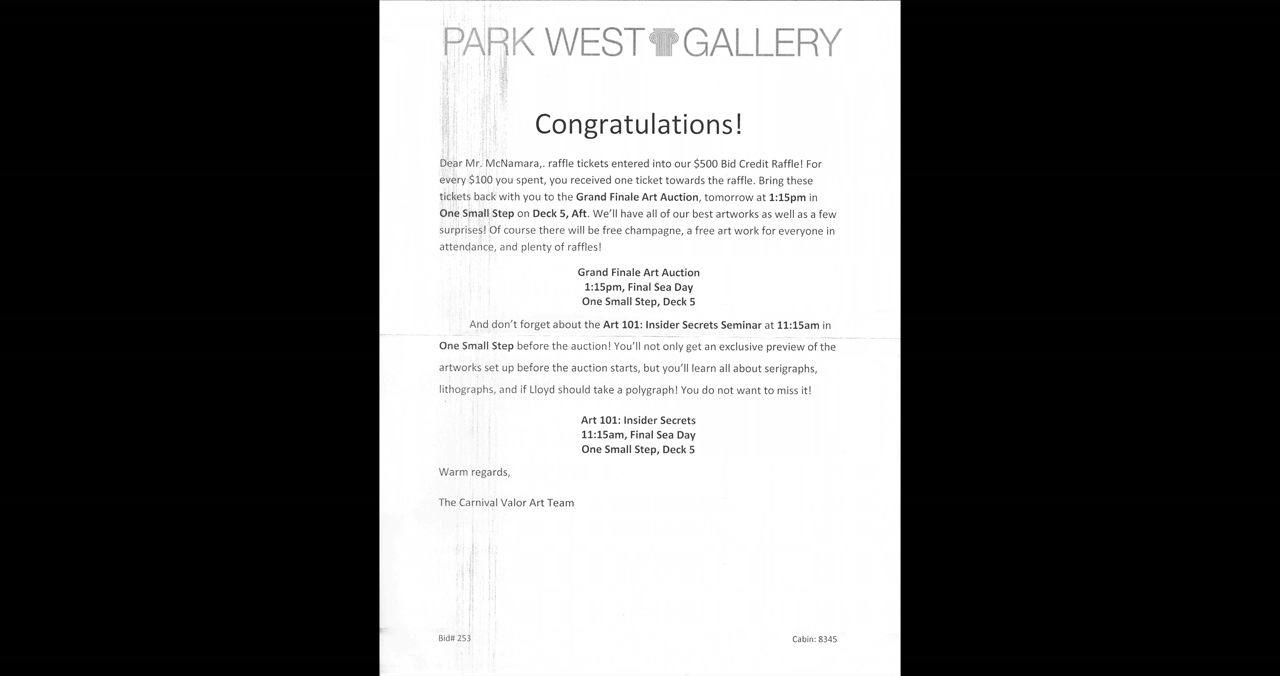 PARK WEST GALLERY
Congratulations!
Dear Mr. McNamara,. raffle tickets entered into our $500 Bid Credit Raffle! For
every $100 you spent, you received one ticket towards the raffle. Bring these
tickets back with you to the Grand Finale Art Auction, tomorrow at 1:15pm in
One Small Step on Deck 5, Aft. We'll have all of our best artworks as well as a few
surprises! Of course there will be free champagne, a free art work for everyone in
attendance, and plenty of raffles!
Grand Finale Art Auction
1:15pm, Final Sea Day
One Small Step, Deck 5
And don't forget about the Art 101: Insider Secrets Seminar at 11:15am in
One Small Step before the auction! You'll not only get an exclusive preview of the
artworks set up before the auction starts, but you'll learn all about serigraphs,
lithographs, and if Lloyd should take a polygraph! You do not want to miss it!
Art 101: Insider Secrets
11:15am, Final Sea Day
One Small Step, Deck 5
Warm regards,
The Carnival Valor Art Team
Bid# 253
Cabin: 8345